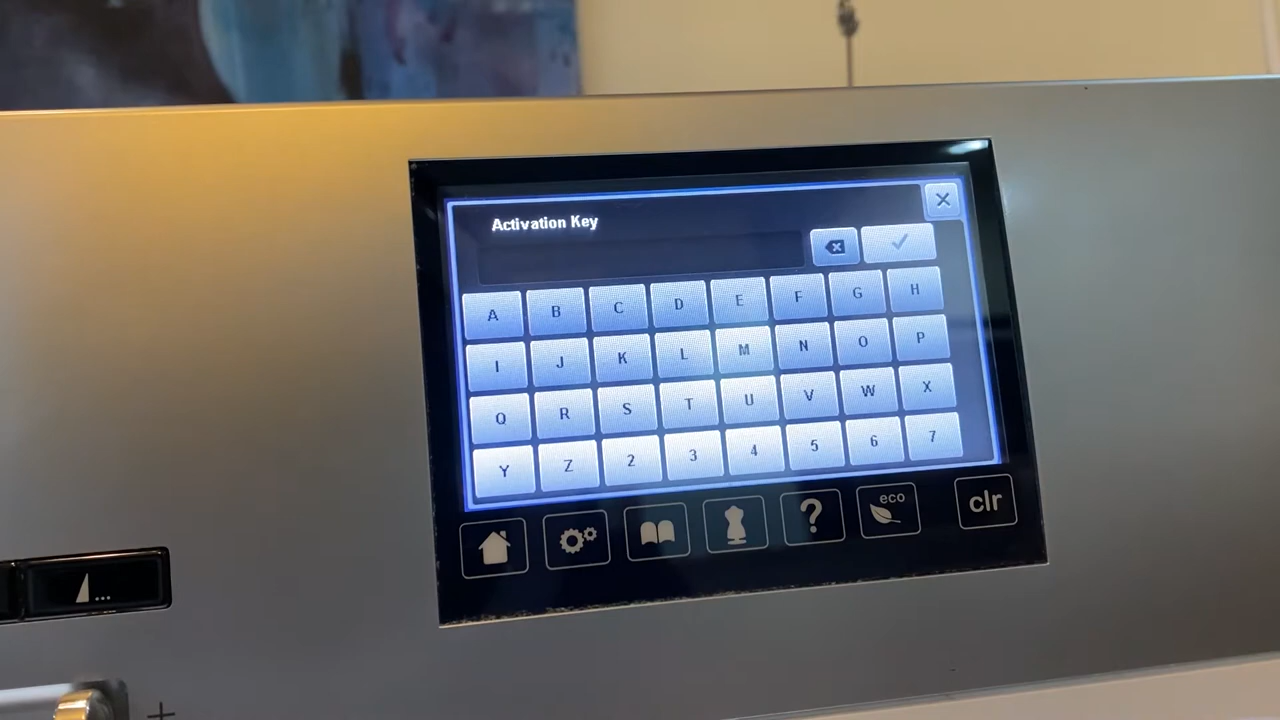 Activation Key
A B C D E F G H
I J K L M N O P
Q R S T U V W X
Y Z 2 3 4 5 6 7
? eco clr
...
+